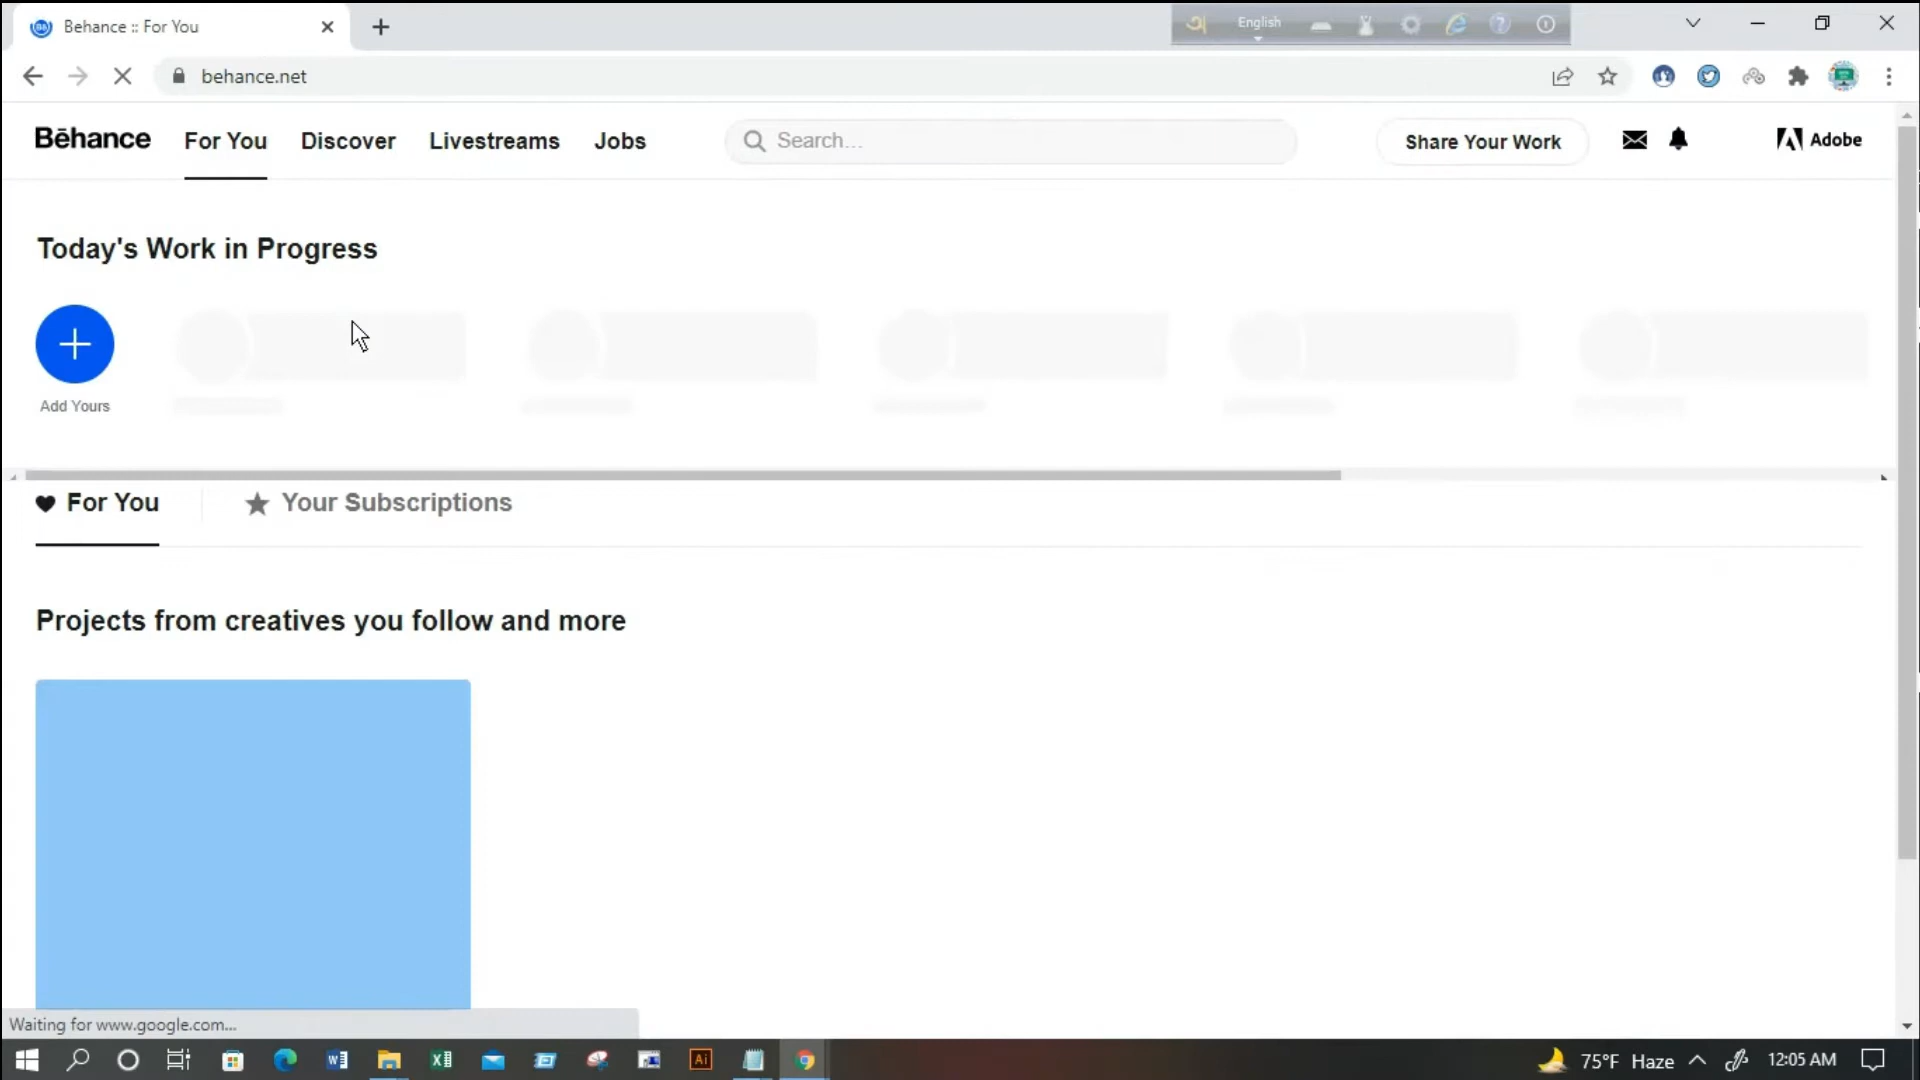 Behance :: For You
English
behance.net
Bēhance
For You
Discover
Livestreams
Jobs
Search...
Share Your Work
Adobe
Today's Work in Progress
Add Yours
For You
Your Subscriptions
Projects from creatives you follow and more
Waiting for www.google.com...
Ai
75°F Haze
12:05 AM